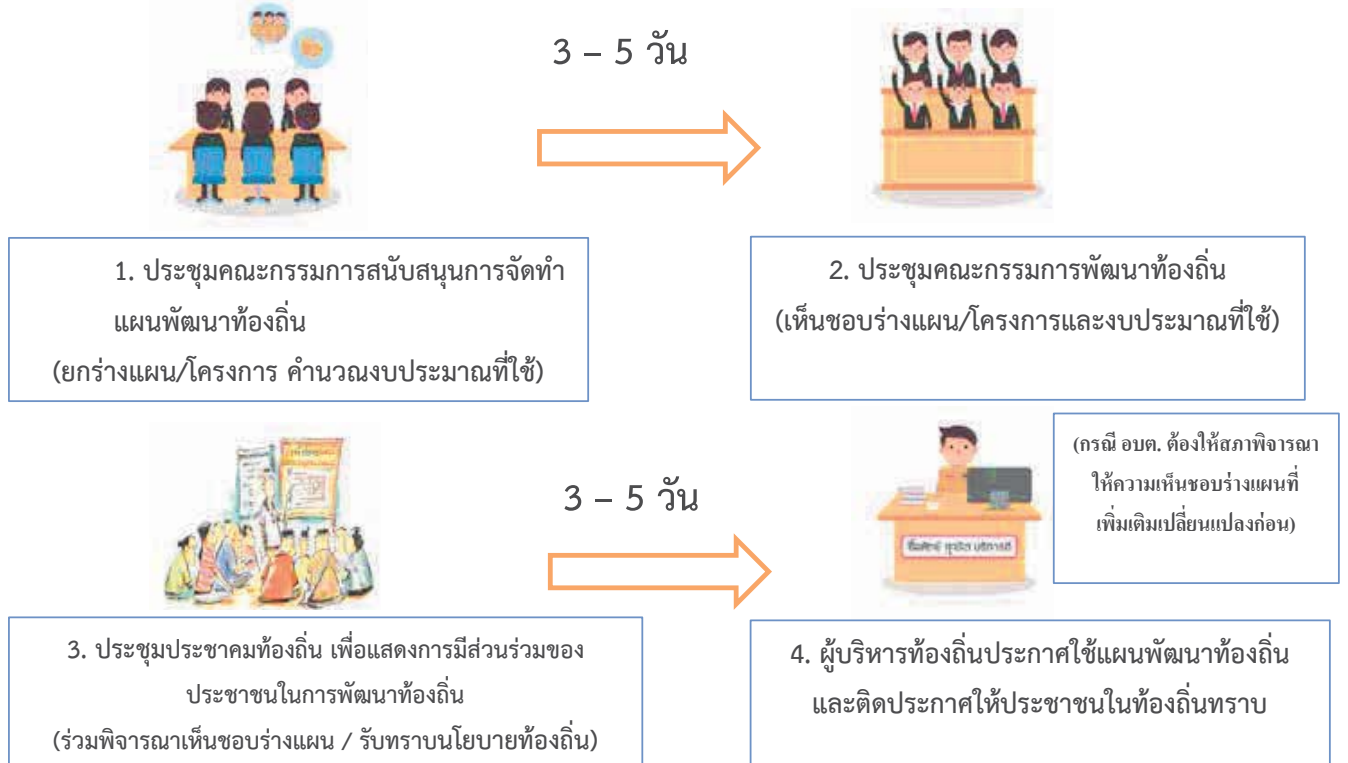 3 – 5 วัน
1. ประชุมคณะกรรมการสนับสนุนการจัดทำ
แผนพัฒนาท้องถิ่น
(ยกร่างแผน/โครงการ คำนวณงบประมาณที่ใช้)
2. ประชุมคณะกรรมการพัฒนาท้องถิ่น
(เห็นชอบร่างแผน/โครงการและงบประมาณที่ใช้)
3 – 5 วัน
(กรณี อบต. ต้องให้สภาพิจารณา
ให้ความเห็นชอบร่างแผนที่
เพิ่มเติมเปลี่ยนแปลงก่อน)
ซื่อสัตย์ สุจริต บริการดี
3. ประชุมประชาคมท้องถิ่น เพื่อแสดงการมีส่วนร่วมของ
ประชาชนในการพัฒนาท้องถิ่น
(ร่วมพิจารณาเห็นชอบร่างแผน / รับทราบนโยบายท้องถิ่น)
4. ผู้บริหารท้องถิ่นประกาศใช้แผนพัฒนาท้องถิ่น
และติดประกาศให้ประชาชนในท้องถิ่นทราบ